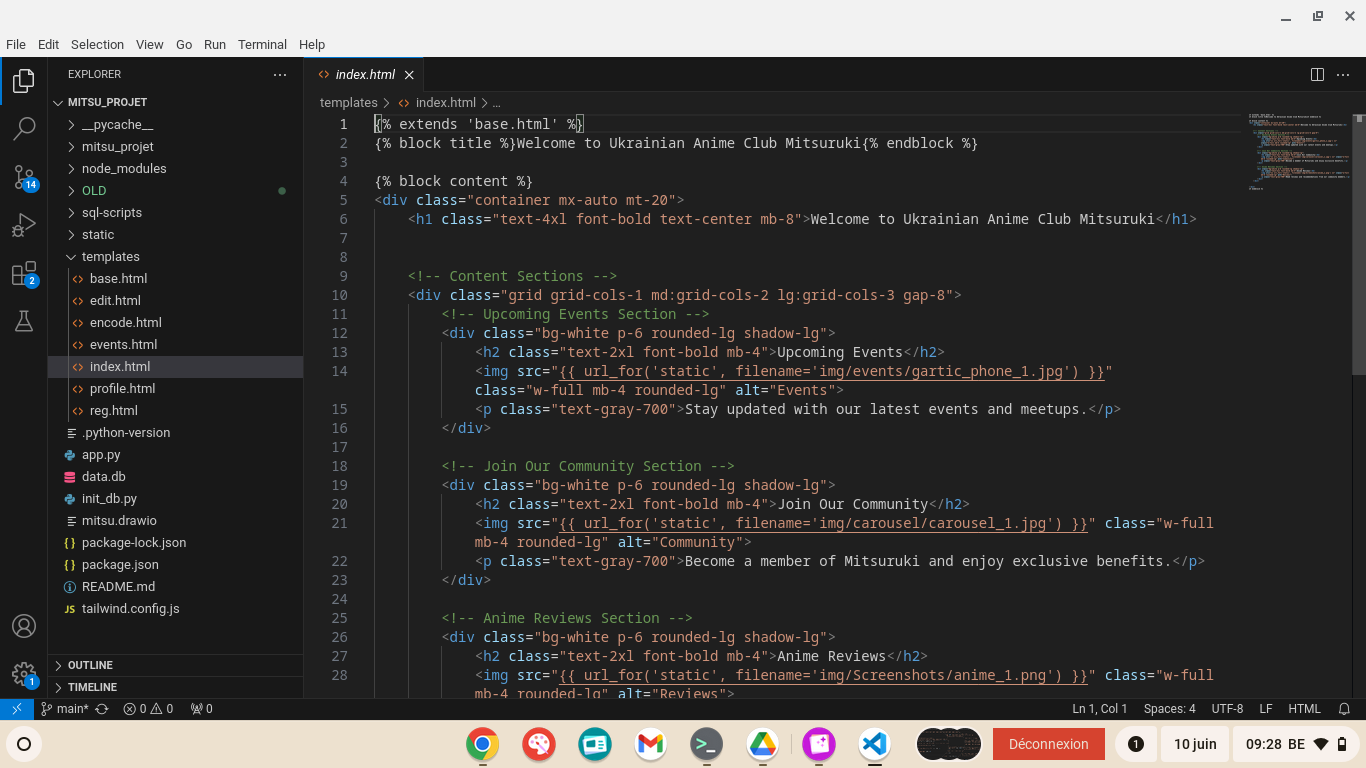 File Edit Selection View Go Run Terminal Help
EXPLORER
MITSU_PROJET
__pycache__
mitsu_projet
node_modules
OLD
sql-scripts
static
templates
base.html
edit.html
encode.html
events.html
index.html
profile.html
reg.html
.python-version
app.py
data.db
init_db.py
mitsu.drawio
package-lock.json
package.json
README.md
JS tailwind.config.js
OUTLINE
TIMELINE
14
2
1
index.html
templates > index.html > ...
1 {% extends 'base.html' %}
2 {% block title %}Welcome to Ukrainian Anime Club Mitsuruki{% endblock %}
3
4 {% block content %}
5 <div class="container mx-auto mt-20">
6 <h1 class="text-4xl font-bold text-center mb-8">Welcome to Ukrainian Anime Club Mitsuruki</h1>
7
8
9 <!-- Content Sections -->
10 <div class="grid grid-cols-1 md:grid-cols-2 lg:grid-cols-3 gap-8">
11 <!-- Upcoming Events Section -->
12 <div class="bg-white p-6 rounded-lg shadow-lg">
13 <h2 class="text-2xl font-bold mb-4">Upcoming Events</h2>
14 <img src="{{ url_for('static', filename='img/events/gartic_phone_1.jpg') }}"
class="w-full mb-4 rounded-lg" alt="Events">
15 <p class="text-gray-700">Stay updated with our latest events and meetups.</p>
16 </div>
17
18 <!-- Join Our Community Section -->
19 <div class="bg-white p-6 rounded-lg shadow-lg">
20 <h2 class="text-2xl font-bold mb-4">Join Our Community</h2>
21 <img src="{{ url_for('static', filename='img/carousel/carousel_1.jpg') }}" class="w-full
mb-4 rounded-lg" alt="Community">
22 <p class="text-gray-700">Become a member of Mitsuruki and enjoy exclusive benefits.</p>
23 </div>
24
25 <!-- Anime Reviews Section -->
26 <div class="bg-white p-6 rounded-lg shadow-lg">
27 <h2 class="text-2xl font-bold mb-4">Anime Reviews</h2>
28 <img src="{{ url_for('static', filename='img/Screenshots/anime_1.png') }}" class="w-full
mb-4 rounded-lg" alt="Reviews">
main* 0 0 0 Ln 1, Col 1 Spaces: 4 UTF-8 LF HTML
Déconnexion 1 10 juin 09:28 BE